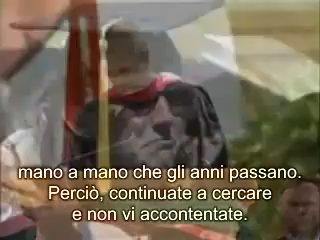 mano a mano che gli anni passano.
Perciò, continuate a cercare
e non vi accontentate.